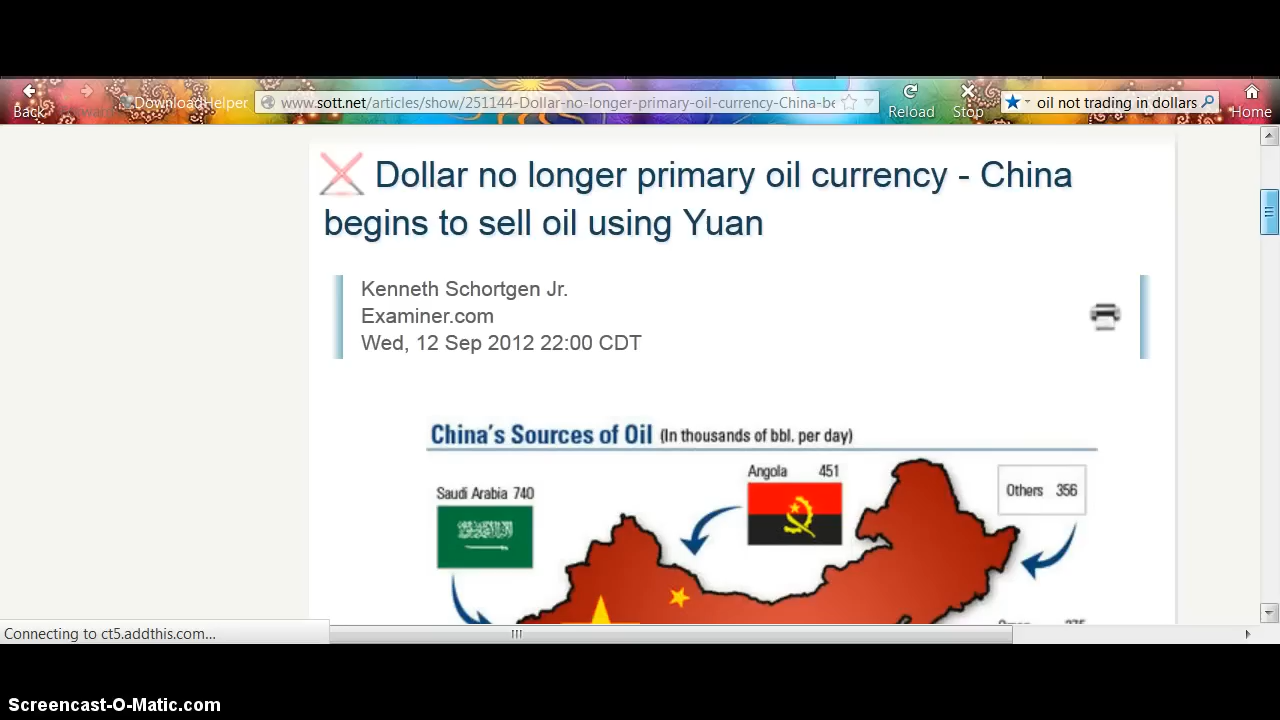 Back
Forward
DownloadHelper
www.sott.net/articles/show/251144-Dollar-no-longer-primary-oil-currency-China-be
Reload
Stop
oil not trading in dollars
Home
Dollar no longer primary oil currency - China
begins to sell oil using Yuan
Kenneth Schortgen Jr.
Examiner.com
Wed, 12 Sep 2012 22:00 CDT
China's Sources of Oil (In thousands of bbl. per day)
Saudi Arabia 740
Angola 451
Others 356
Connecting to ct5.addthis.com...
Screencast-O-Matic.com